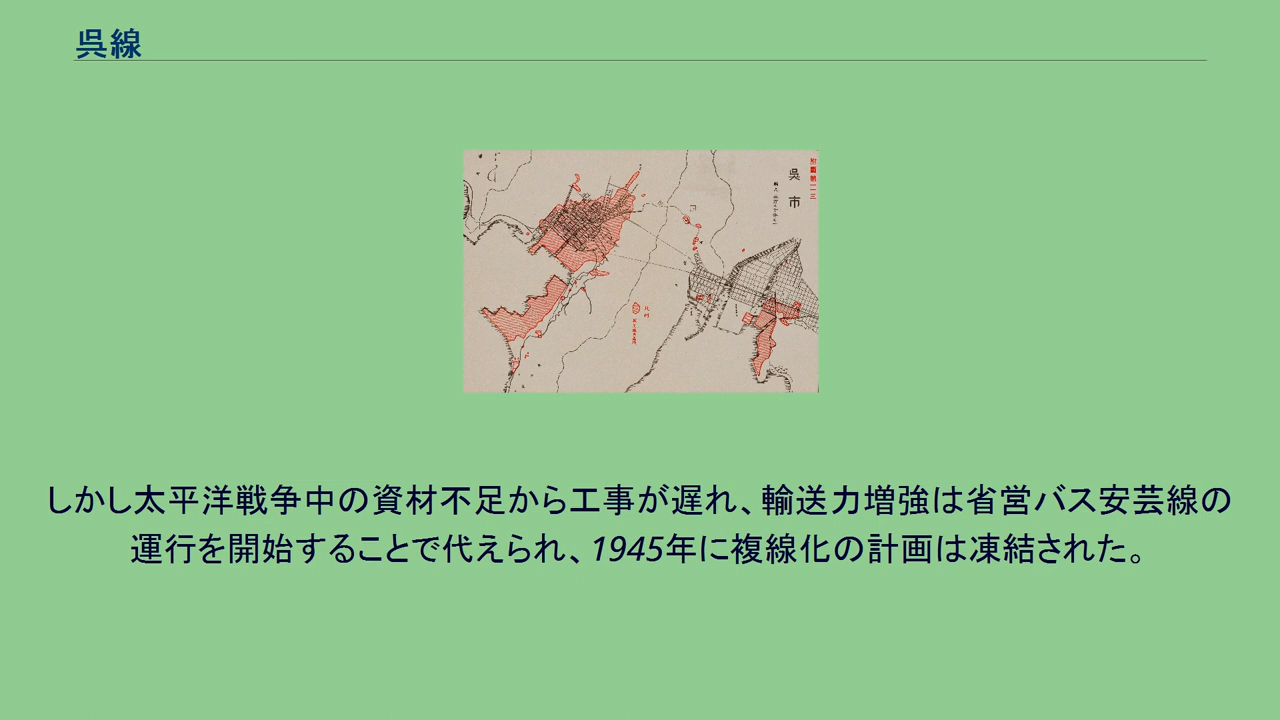 呉線
呉市
しかし太平洋戦争中の資材不足から工事が遅れ、輸送力増強は省営バス安芸線の
運行を開始することで代えられ、1945年に複線化の計画は凍結された。